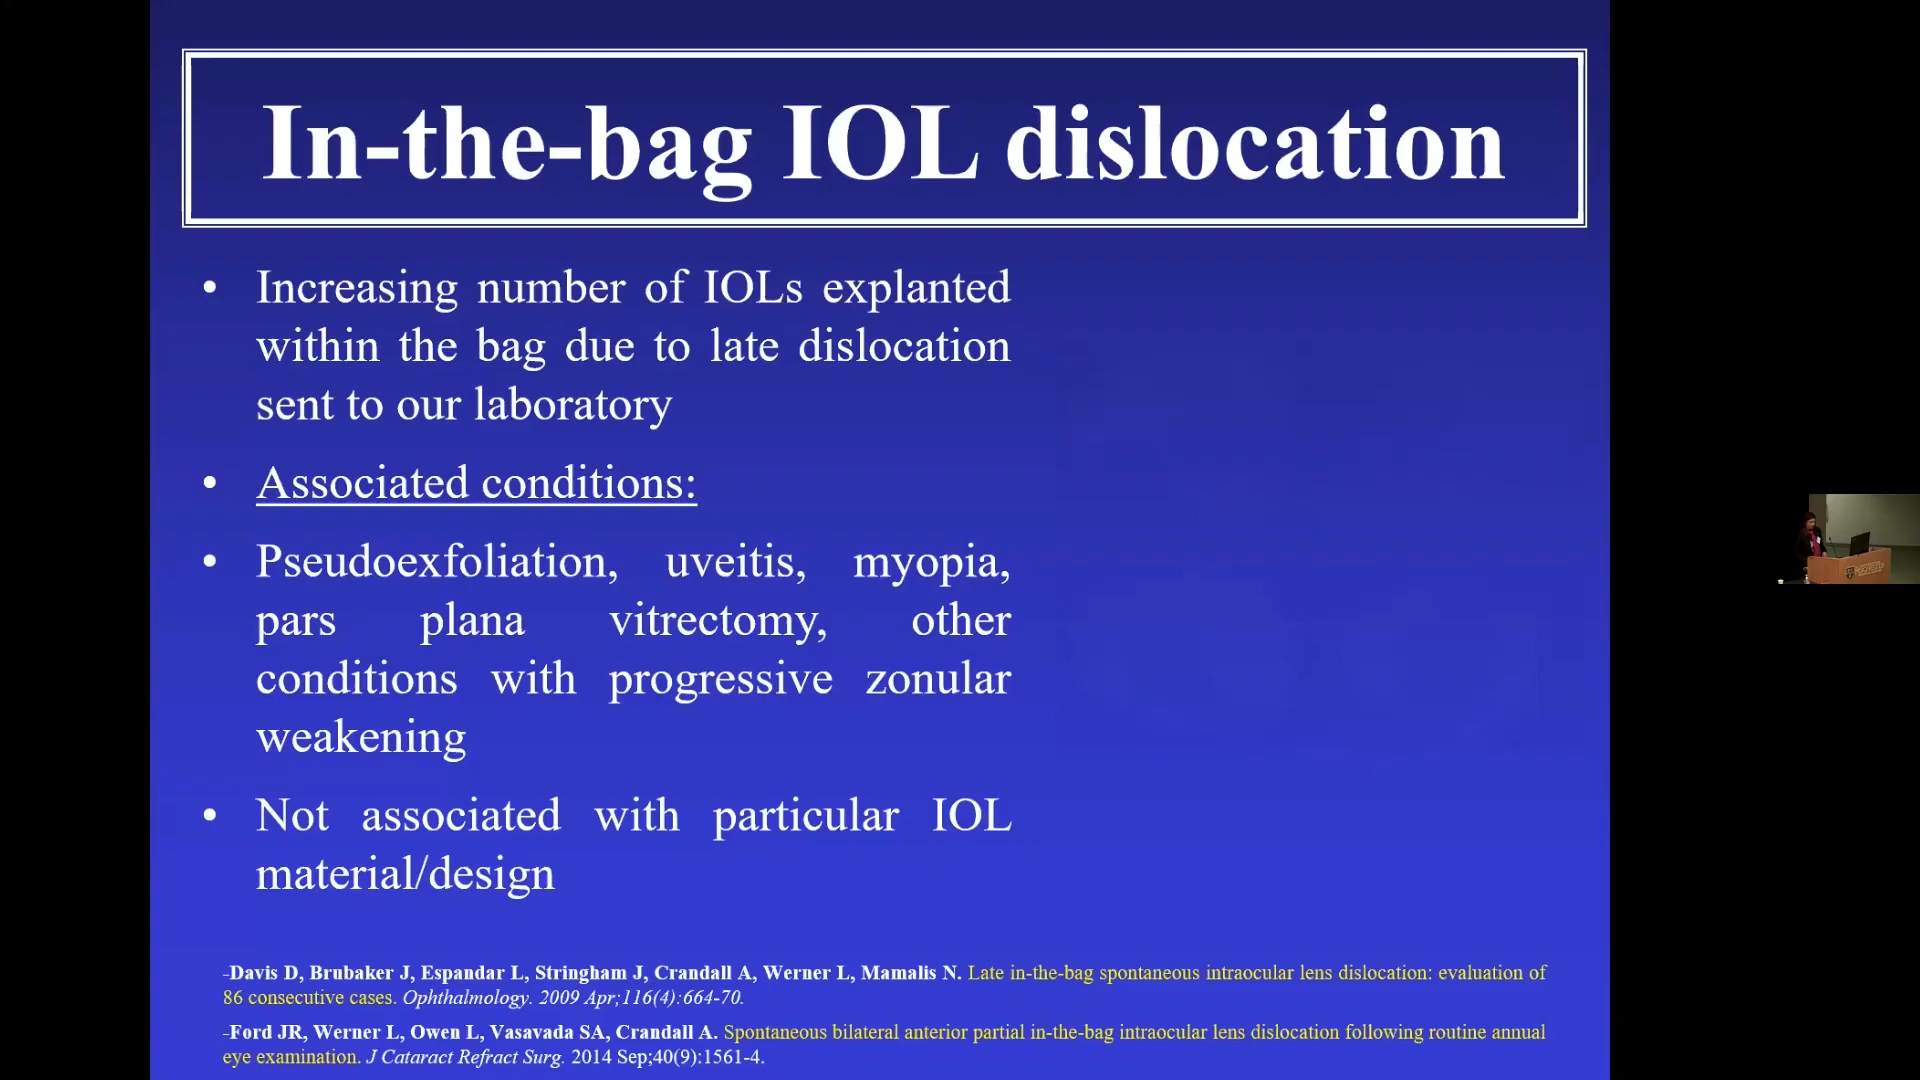 In-the-bag IOL dislocation
• Increasing number of IOLs explanted
within the bag due to late dislocation
sent to our laboratory
• Associated conditions:
• Pseudoexfoliation, uveitis, myopia,
pars plana vitrectomy, other
conditions with progressive zonular
weakening
• Not associated with particular IOL
material/design
-Davis D, Brubaker J, Espandar L, Stringham J, Crandall A, Werner L, Mamalis N. Late in-the-bag spontaneous intraocular lens dislocation: evaluation of
86 consecutive cases. Ophthalmology. 2009 Apr;116(4):664-70.
-Ford JR, Werner L, Owen L, Vasavada SA, Crandall A. Spontaneous bilateral anterior partial in-the-bag intraocular lens dislocation following routine annual
eye examination. J Cataract Refract Surg. 2014 Sep;40(9):1561-4.